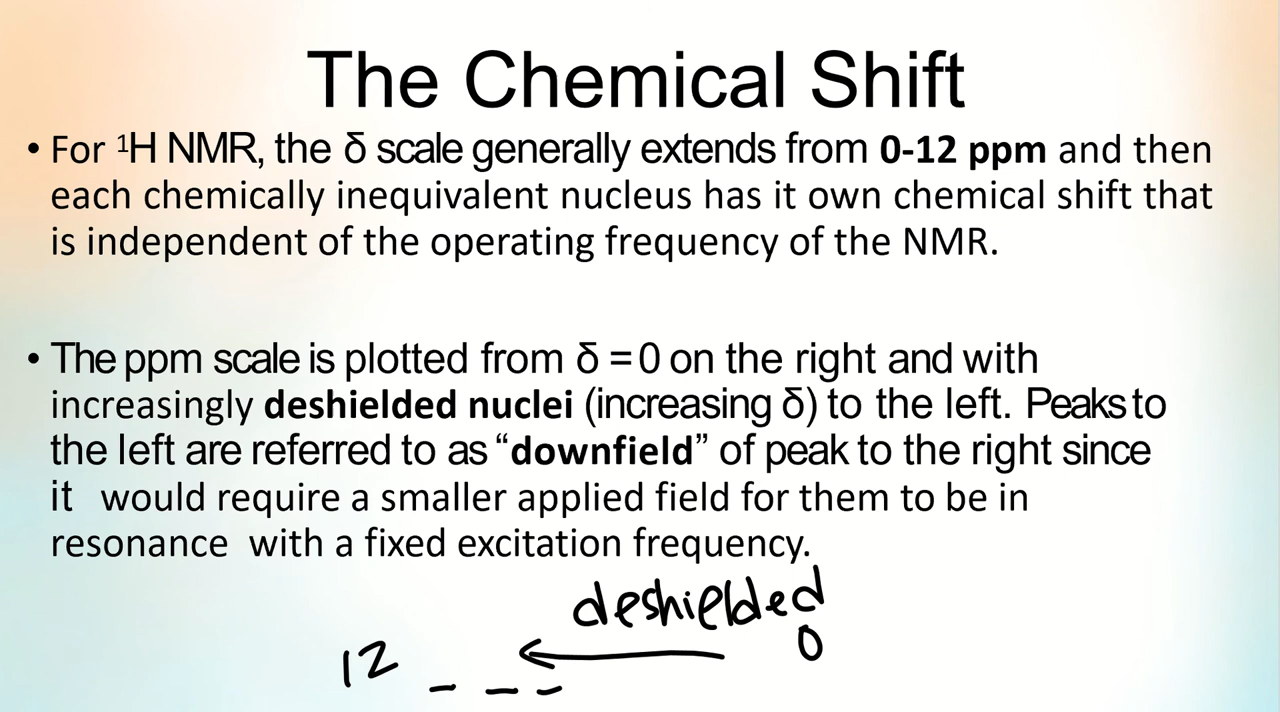 The Chemical Shift
• For ¹H NMR, the δ scale generally extends from 0-12 ppm and then
each chemically inequivalent nucleus has it own chemical shift that
is independent of the operating frequency of the NMR.
• The ppm scale is plotted from δ = 0 on the right and with
increasingly deshielded nuclei (increasing δ) to the left. Peaks to
the left are referred to as “downfield” of peak to the right since
it would require a smaller applied field for them to be in
resonance with a fixed excitation frequency.
deshielded
12 _ _ _ ← 0